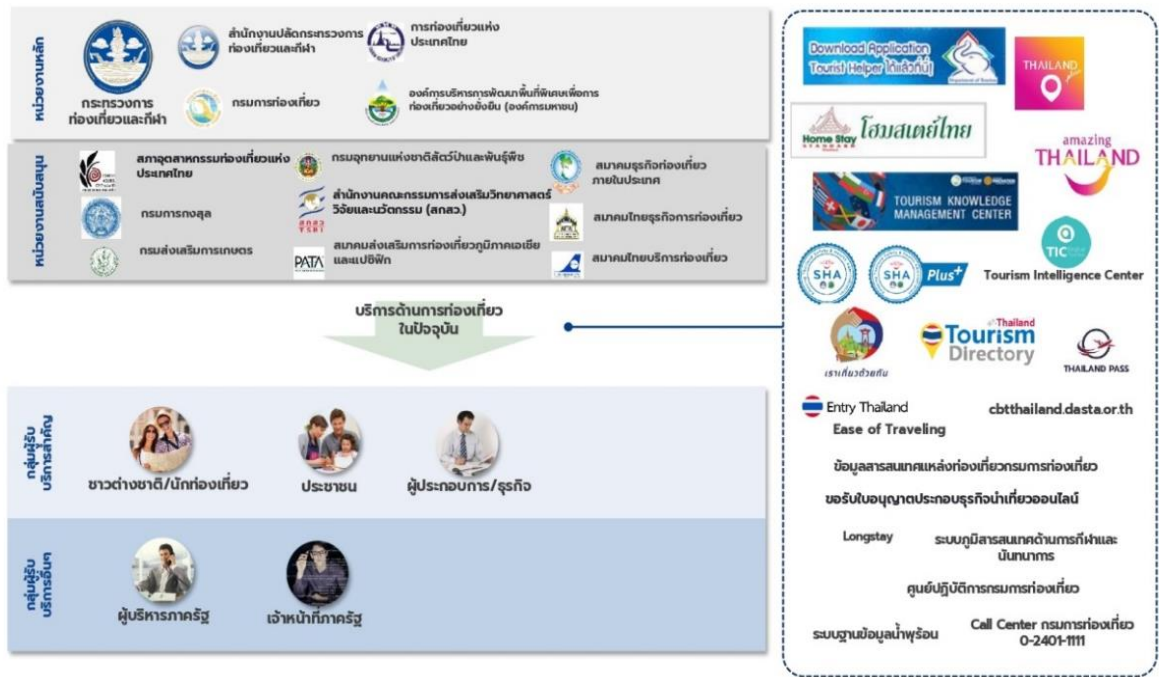 หน่วยงานหลัก
กระทรวงการ
ท่องเที่ยวและกีฬา
สำนักงานปลัดกระทรวงการ
ท่องเที่ยวและกีฬา
การท่องเที่ยวแห่ง
ประเทศไทย
กรมการท่องเที่ยว
องค์การบริหารการพัฒนาพื้นที่พิเศษเพื่อการ
ท่องเที่ยวอย่างยั่งยืน (องค์การมหาชน)
หน่วยงานสนับสนุน
สภาอุตสาหกรรมท่องเที่ยวแห่ง
ประเทศไทย
กรมอุทยานแห่งชาติสัตว์ป่าและพันธุ์พืช
สมาคมธุรกิจท่องเที่ยว
ภายในประเทศ
กรมการกงสุล
สกสว
TSRI
สำนักงานคณะกรรมการส่งเสริมวิทยาศาสตร์
วิจัยและนวัตกรรม (สกสว.)
สมาคมไทยธุรกิจการท่องเที่ยว
กรมส่งเสริมการเกษตร
PATA
สมาคมส่งเสริมการท่องเที่ยวภูมิภาคเอเชีย
และแปซิฟิก
สมาคมไทยบริการท่องเที่ยว
บริการด้านการท่องเที่ยว
ในปัจจุบัน
กลุ่มผู้รับ
บริการสำคัญ
ชาวต่างชาติ/นักท่องเที่ยว
ประชาชน
ผู้ประกอบการ/ธุรกิจ
กลุ่มผู้รับ
บริการอื่นๆ
ผู้บริหารภาครัฐ
เจ้าหน้าที่ภาครัฐ
Download Application
Tourist Helper ได้แล้วที่นี่
Department of Tourism
THAILAND
Home Stay
STANDARD
โฮมสเตย์ไทย
amazing
THAILAND
TOURISM KNOWLEDGE
MANAGEMENT CENTER
TIC
Tourism Intelligence Center
SHA
SHA
Plus+
เราเที่ยวด้วยกัน
Thailand
Tourism
Directory
THAILAND PASS
Entry Thailand
cbtthailand.dasta.or.th
Ease of Traveling
ข้อมูลสารสนเทศแหล่งท่องเที่ยวกรมการท่องเที่ยว
ขอรับใบอนุญาตประกอบธุรกิจนำเที่ยวออนไลน์
Longstay
ระบบภูมิสารสนเทศด้านการกีฬาและ
นันทนาการ
ศูนย์ปฏิบัติการกรมการท่องเที่ยว
ระบบฐานข้อมูลน้ำพุร้อน
Call Center กรมการท่องเที่ยว
0-2401-1111